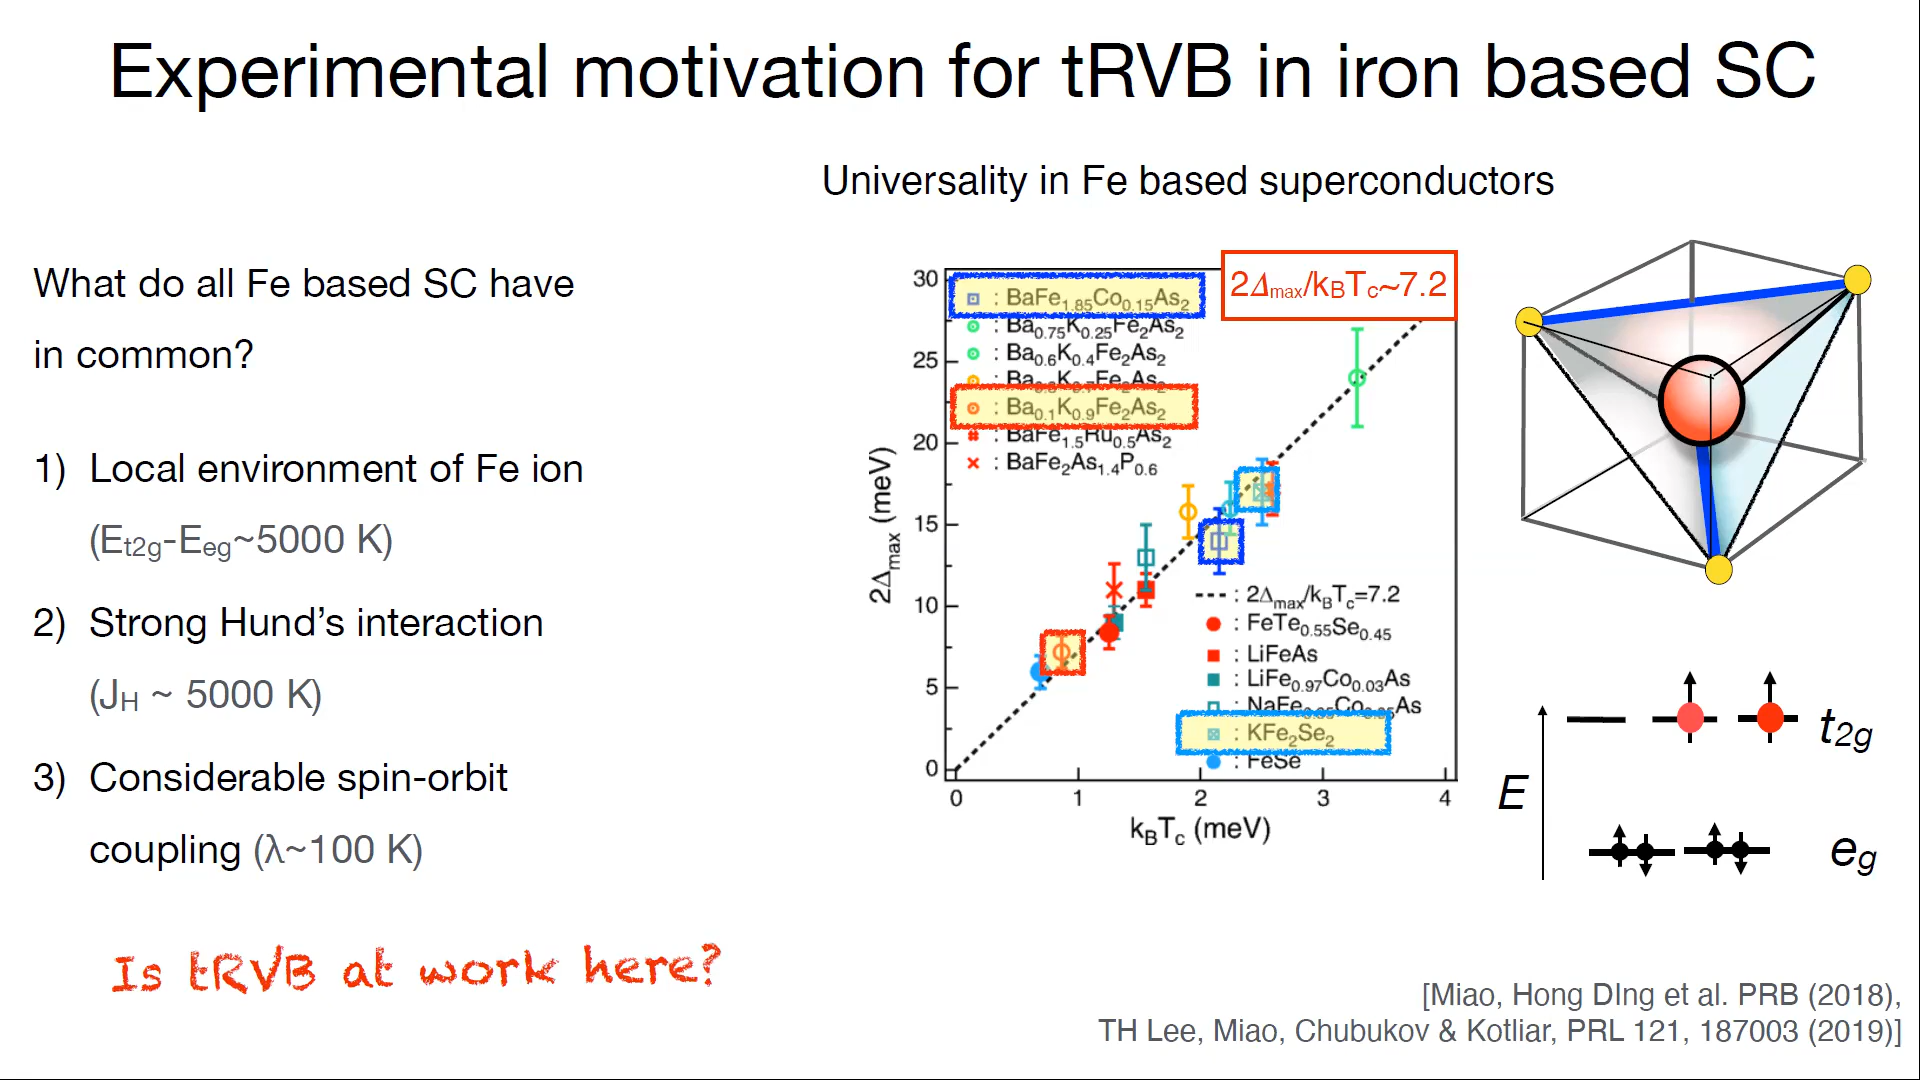 Experimental motivation for tRVB in iron based SC
Universality in Fe based superconductors
What do all Fe based SC have
in common?
1) Local environment of Fe ion
(Et2g-Eeg~5000 K)
2) Strong Hund's interaction
(JH ~ 5000 K)
3) Considerable spin-orbit
coupling (λ~100 K)
Is tRVB at work here?
2Δmax/kBTc~7.2
30
25
20
15
10
5
0
2Δmax (meV)
: BaFe1.85Co0.15As2
: Ba0.75K0.25Fe2As2
: Ba0.6K0.4Fe2As2
: Ba0.1K0.9Fe2As2
: BaFe1.5Ru0.5As2
: BaFe2As1.4P0.6
: 2Δmax/kBTc=7.2
: FeTe0.55Se0.45
: LiFeAs
: LiFe0.97Co0.03As
: KFe2Se2
: FeSe
0 1 2 3 4
kBTc (meV)
E
t2g
eg
[Miao, Hong DIng et al. PRB (2018),
TH Lee, Miao, Chubukov & Kotliar, PRL 121, 187003 (2019)]